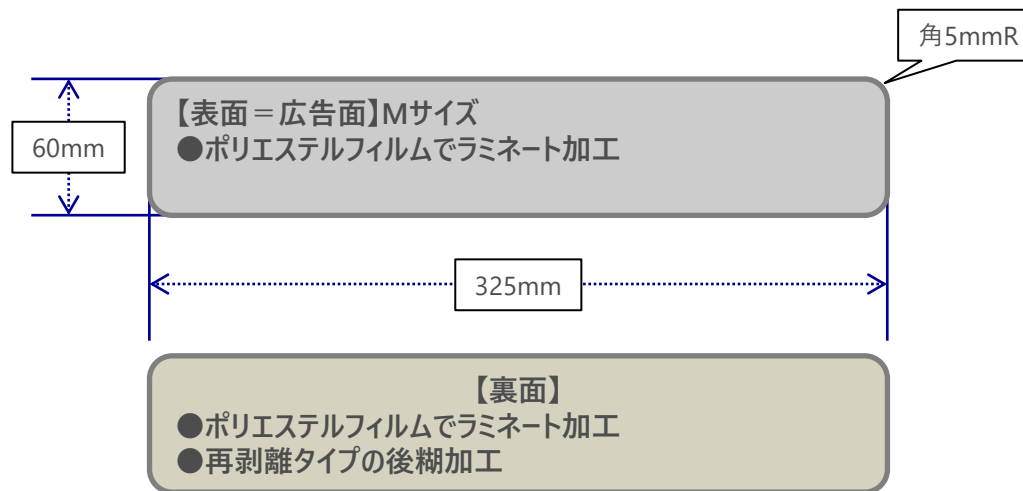 角5mmR
【表面＝広告面】Mサイズ
●ポリエステルフィルムでラミネート加工
60mm
325mm
【裏面】
●ポリエステルフィルムでラミネート加工
●再剥離タイプの後糊加工